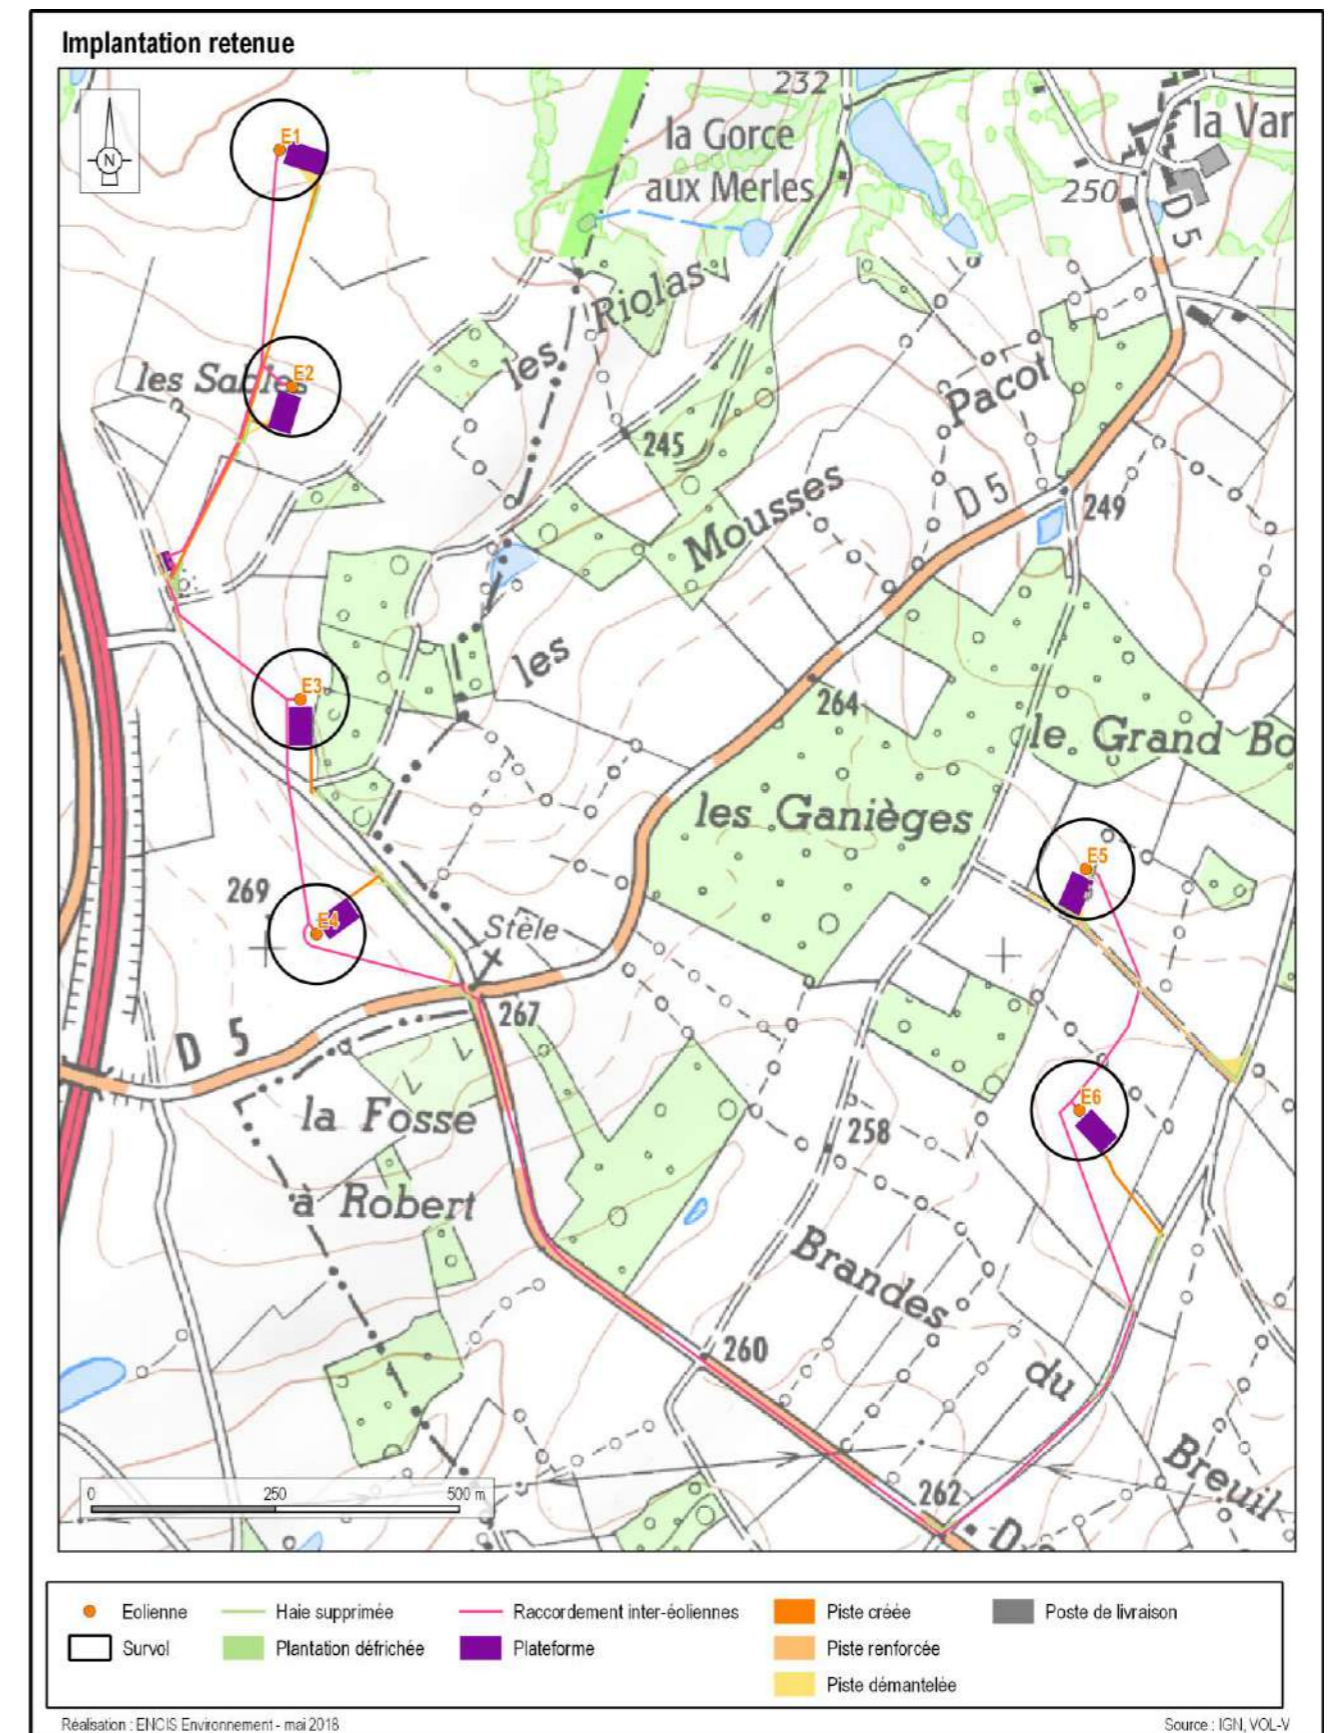 Implantation retenue
232
la Gorce
aux Merles
la Var
250
D 5
N
E1
les Riolas
les Sables
E2
Pacot
245
D 5
249
Mousses
les
E3
264
le Grand Bo
les Ganièges
E5
269
E4
Stèle
267
D 5
la Fosse
à Robert
E6
258
Brandes
du
Breuil
260
262
D
0 250 500 m
Eolienne
Haie supprimée
Raccordement inter-éoliennes
Piste créée
Poste de livraison
Survol
Plantation défrichée
Plateforme
Piste renforcée
Piste démantelée
Réalisation : ENCIS Environnement - mai 2018
Source : IGN, VOL-V